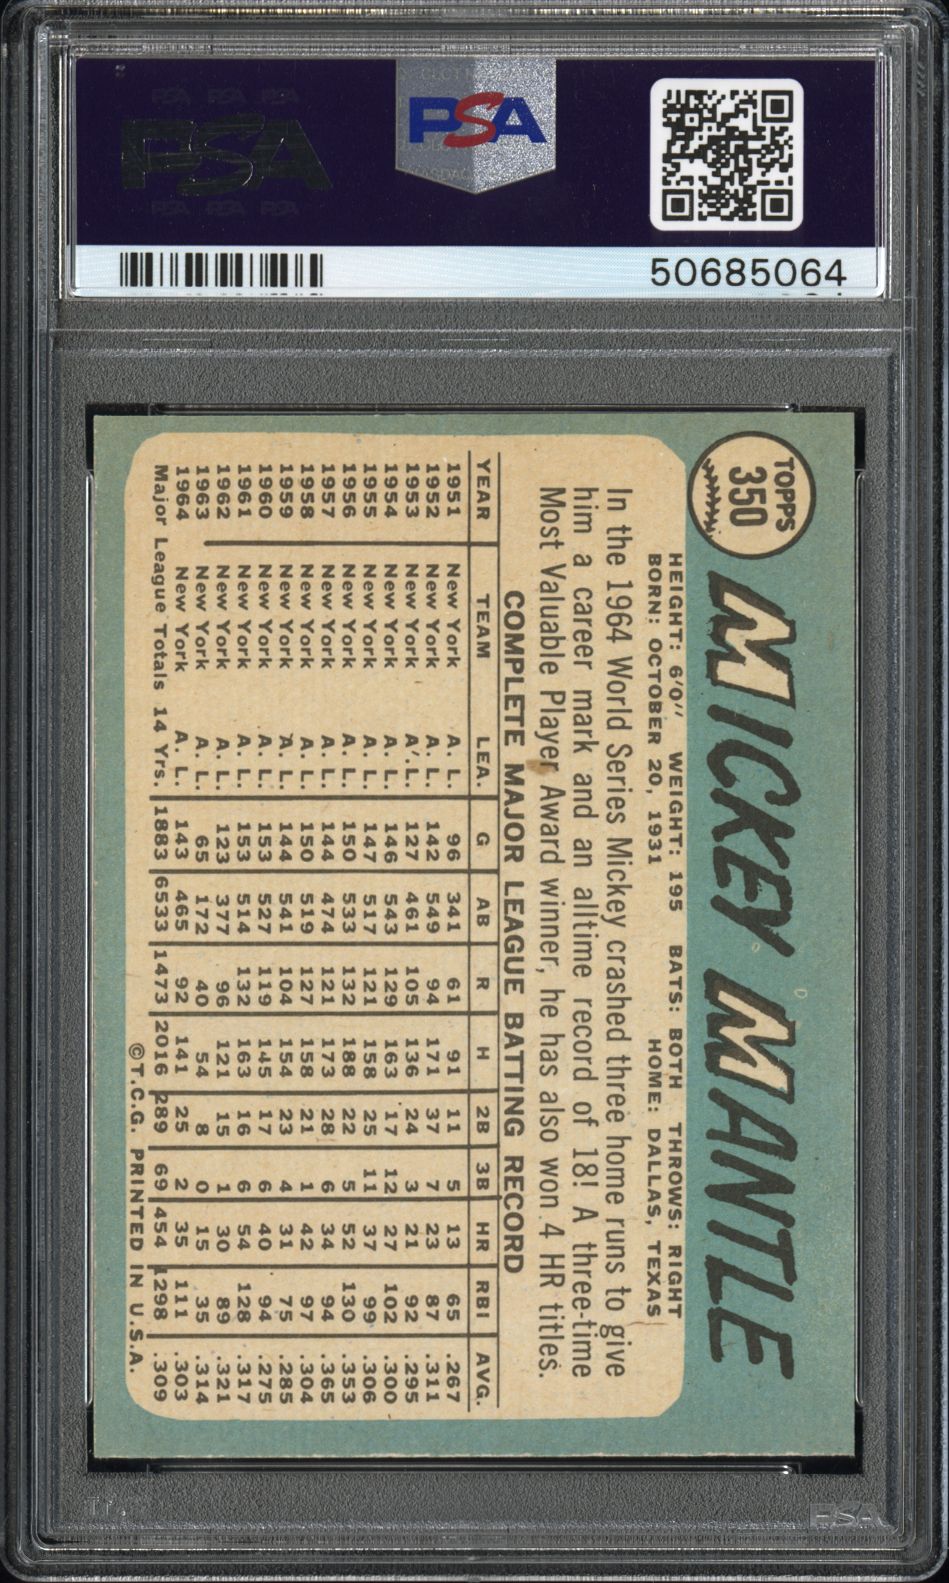 PSA PSA PSA
PSA
PSA PSA PSA
PSA
50685064
TOPPS
350
MICKEY MANTLE
HEIGHT: 6'0" WEIGHT: 195 BATS: BOTH THROWS: RIGHT
BORN: OCTOBER 20, 1931 HOME: DALLAS, TEXAS
In the 1964 World Series Mickey crashed three home runs to give
him a career mark and an alltime record of 18! A three-time
Most Valuable Player Award winner, he has also won 4 HR titles.
COMPLETE MAJOR LEAGUE BATTING RECORD
YEAR TEAM LEA. G AB R H 2B 3B HR RBI AVG.
1951 New York A. L. 96 341 61 91 11 5 13 65 .267
1952 New York A. L. 142 549 94 171 37 7 23 87 .311
1953 New York A. L. 127 461 105 136 24 3 21 92 .295
1954 New York A. L. 146 543 129 163 17 12 27 102 .300
1955 New York A. L. 147 517 121 158 25 11 37 99 .306
1956 New York A. L. 150 533 132 188 22 5 52 130 .353
1957 New York A. L. 144 474 121 173 28 6 34 94 .365
1958 New York A. L. 150 519 127 158 21 1 42 97 .304
1959 New York A. L. 144 541 104 154 23 4 31 75 .285
1960 New York A. L. 153 527 119 145 17 6 40 94 .275
1961 New York A. L. 153 514 132 163 16 6 54 128 .317
1962 New York A. L. 123 377 96 121 15 1 30 89 .321
1963 New York A. L. 65 172 40 54 8 0 15 35 .314
1964 New York A. L. 143 465 92 141 25 2 35 111 .303
Major League Totals 14 Yrs. 1883 6533 1473 2016 289 69 454 1298 .309
©T.C.G. PRINTED IN U.S.A.
PSA